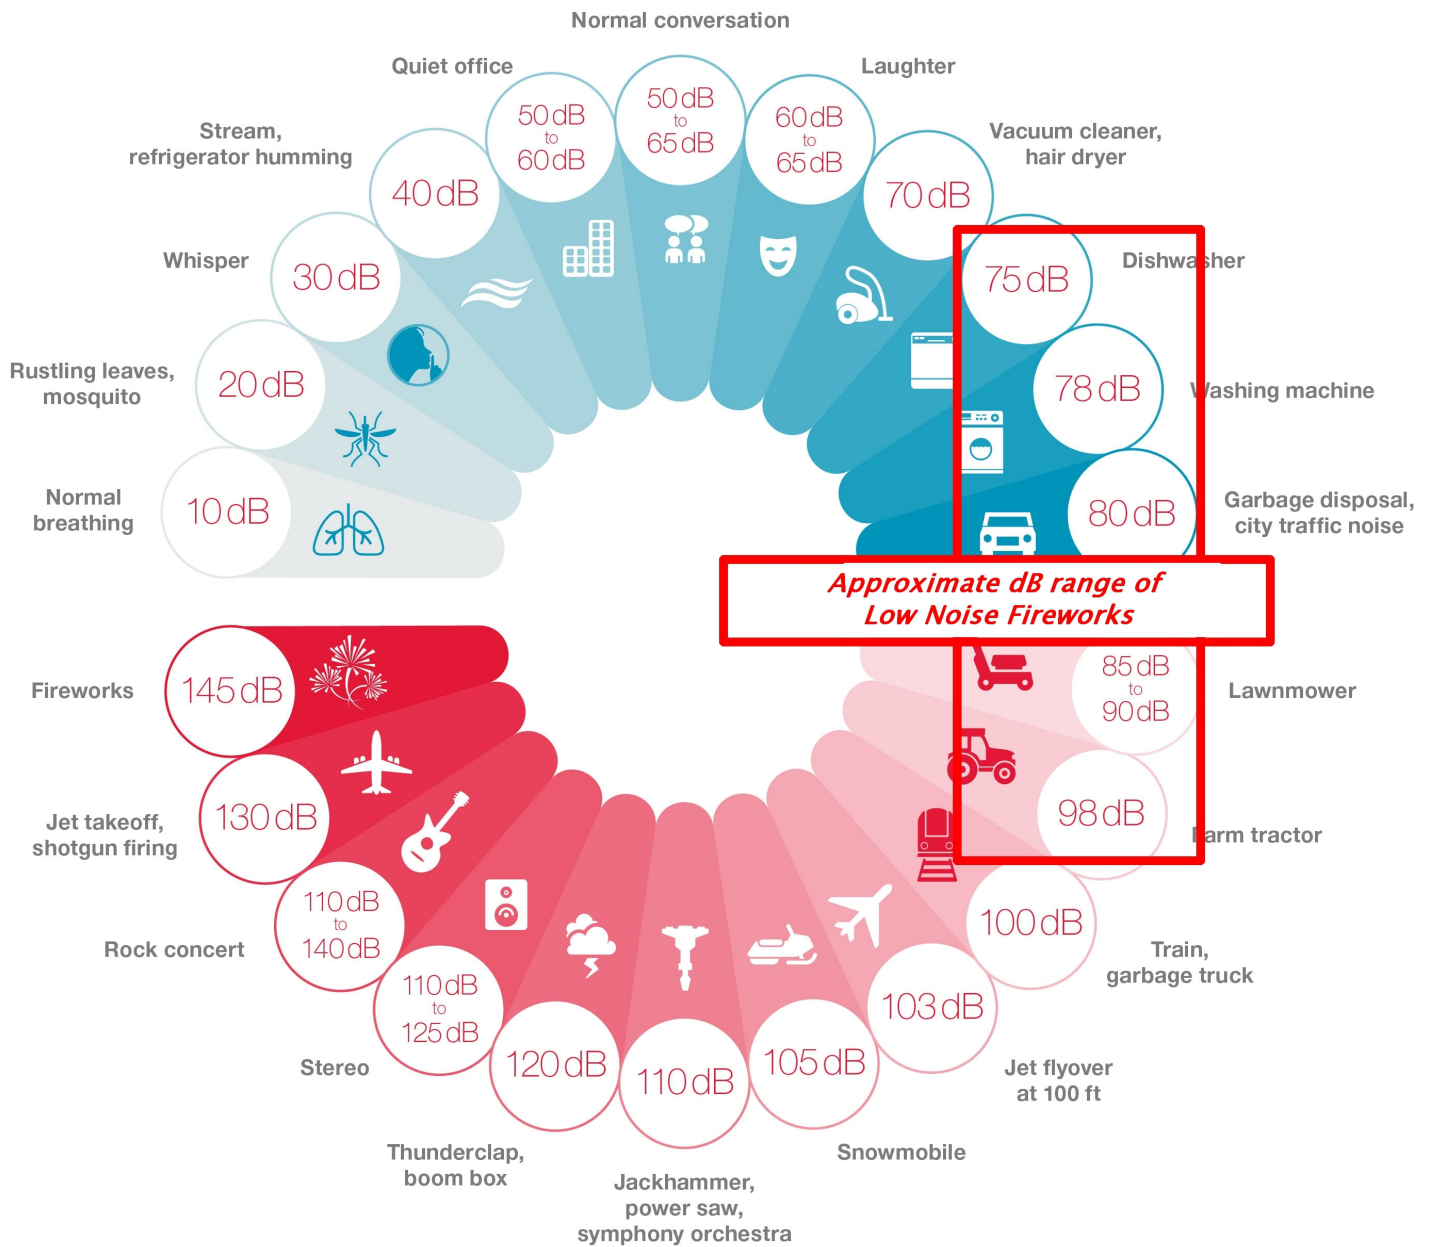 Normal conversation
50 dB
to
65 dB
Laughter
60 dB
to
65 dB
Vacuum cleaner,
hair dryer
70 dB
Dishwasher
75 dB
Washing machine
78 dB
Garbage disposal,
city traffic noise
80 dB
Approximate dB range of
Low Noise Fireworks
85 dB
to
90 dB
Lawnmower
98 dB
Farm tractor
100 dB
Train,
garbage truck
103 dB
Jet flyover
at 100 ft
105 dB
Snowmobile
110 dB
Jackhammer,
power saw,
symphony orchestra
120 dB
Thunderclap,
boom box
110 dB
to
125 dB
Stereo
110 dB
to
140 dB
Rock concert
130 dB
Jet takeoff,
shotgun firing
145 dB
Fireworks
Normal
breathing
10 dB
Rustling leaves,
mosquito
20 dB
Whisper
30 dB
Stream,
refrigerator humming
40 dB
Quiet office
50 dB
to
60 dB